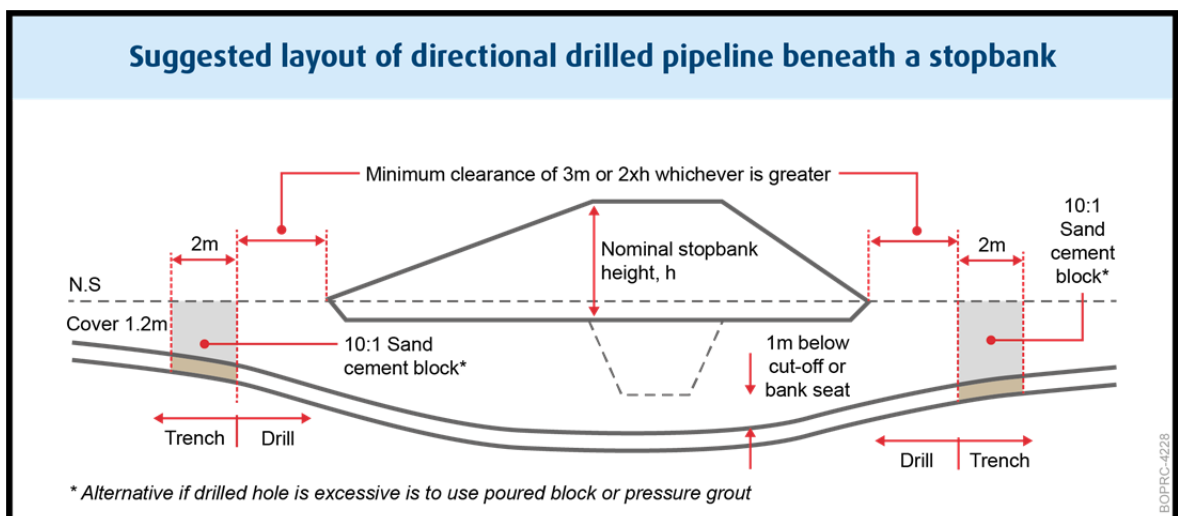 Suggested layout of directional drilled pipeline beneath a stopbank
Minimum clearance of 3m or 2xh whichever is greater
10:1
Sand
cement
block*
2m
2m
Nominal stopbank
height, h
N.S
Cover 1.2m
10:1 Sand
cement block*
1m below
cut-off or
bank seat
Trench
Drill
Drill
Trench
* Alternative if drilled hole is excessive is to use poured block or pressure grout
BOPRC-4228